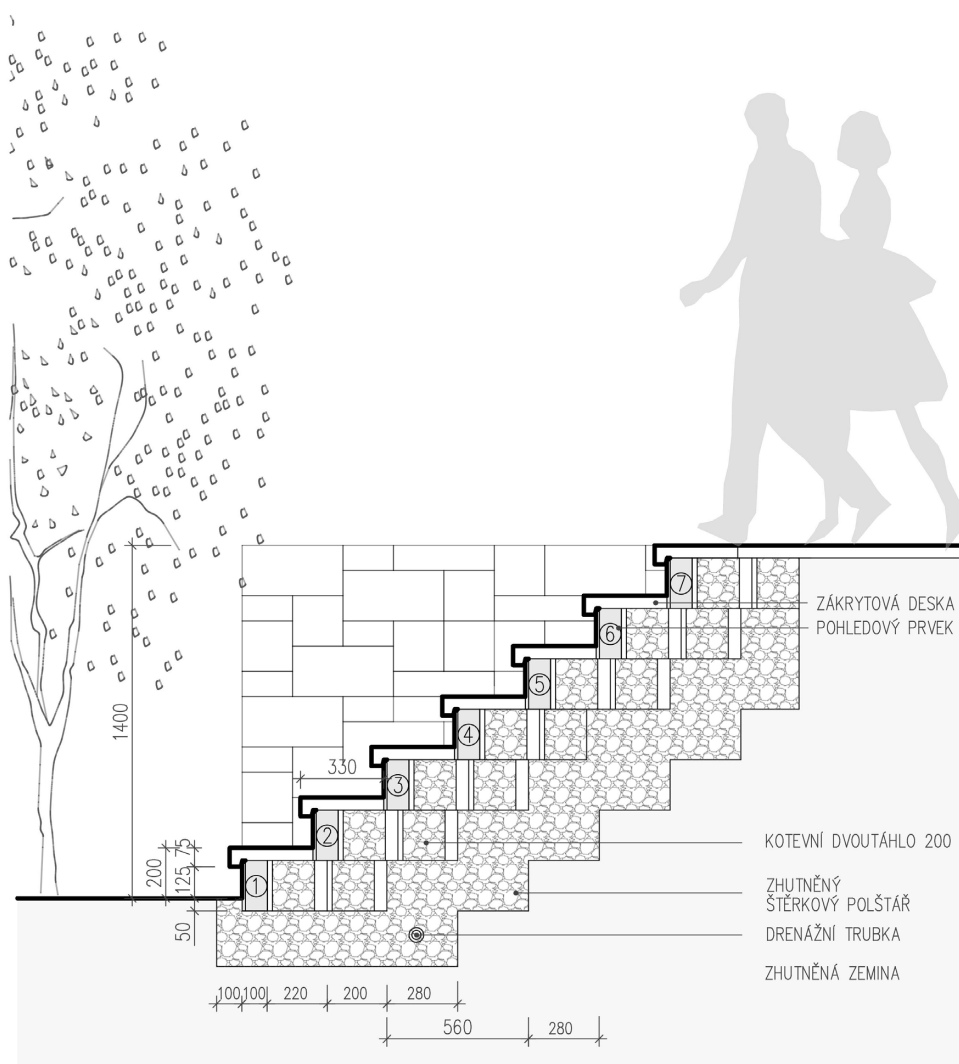 ⑦
ZÁKRYTOVÁ DESKA
⑥
POHLEDOVÝ PRVEK
⑤
1400
④
330
③
②
KOTEVNÍ DVOUTÁHLO 200
200
75
125
①
ZHUTNĚNÝ
ŠTĚRKOVÝ POLŠTÁŘ
50
DRENÁŽNÍ TRUBKA
ZHUTNĚNÁ ZEMINA
100 100 220 200 280
560 280